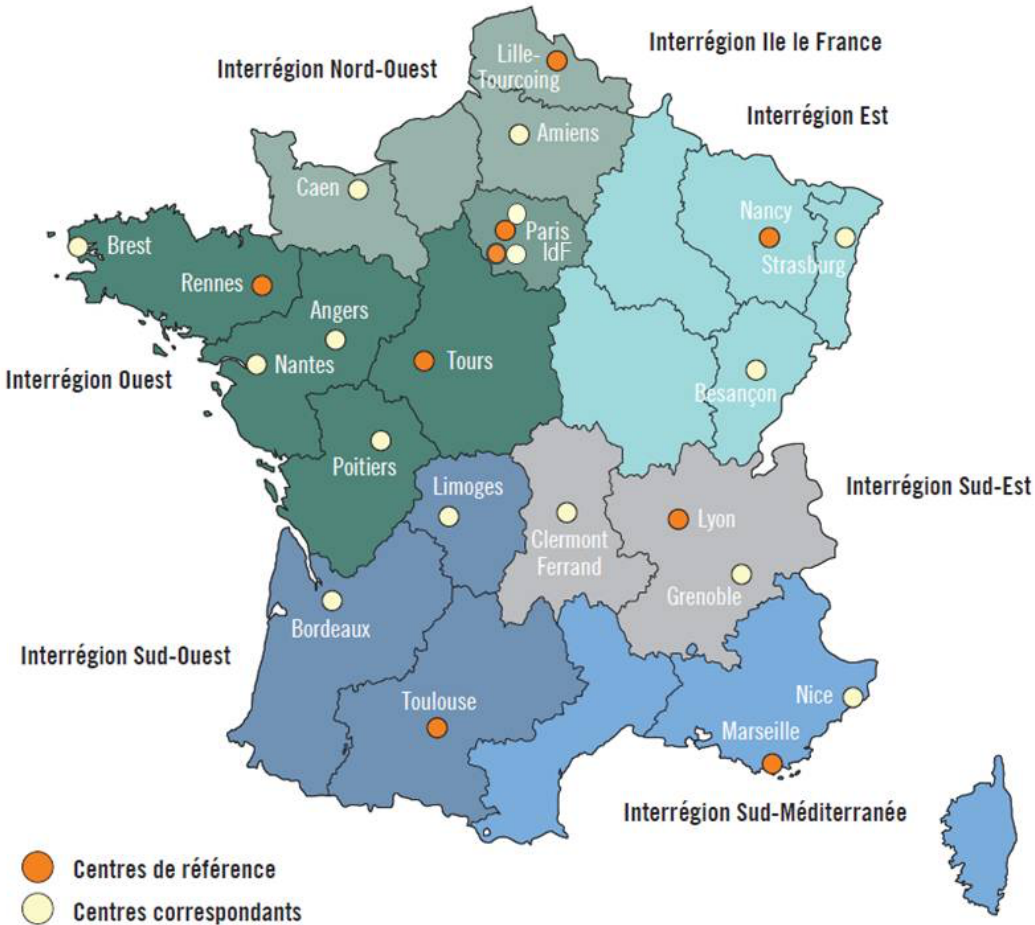 Interrégion Ile le France
Interrégion Nord-Ouest
Lille-
Tourcoing
Interrégion Est
Amiens
Caen
Paris
IdF
Nancy
Strasburg
Brest
Rennes
Angers
Nantes
Tours
Interrégion Ouest
Besançon
Poitiers
Limoges
Interrégion Sud-Est
Lyon
Clermont
Ferrand
Grenoble
Bordeaux
Interrégion Sud-Ouest
Toulouse
Nice
Marseille
Interrégion Sud-Méditerranée
Centres de référence
Centres correspondants